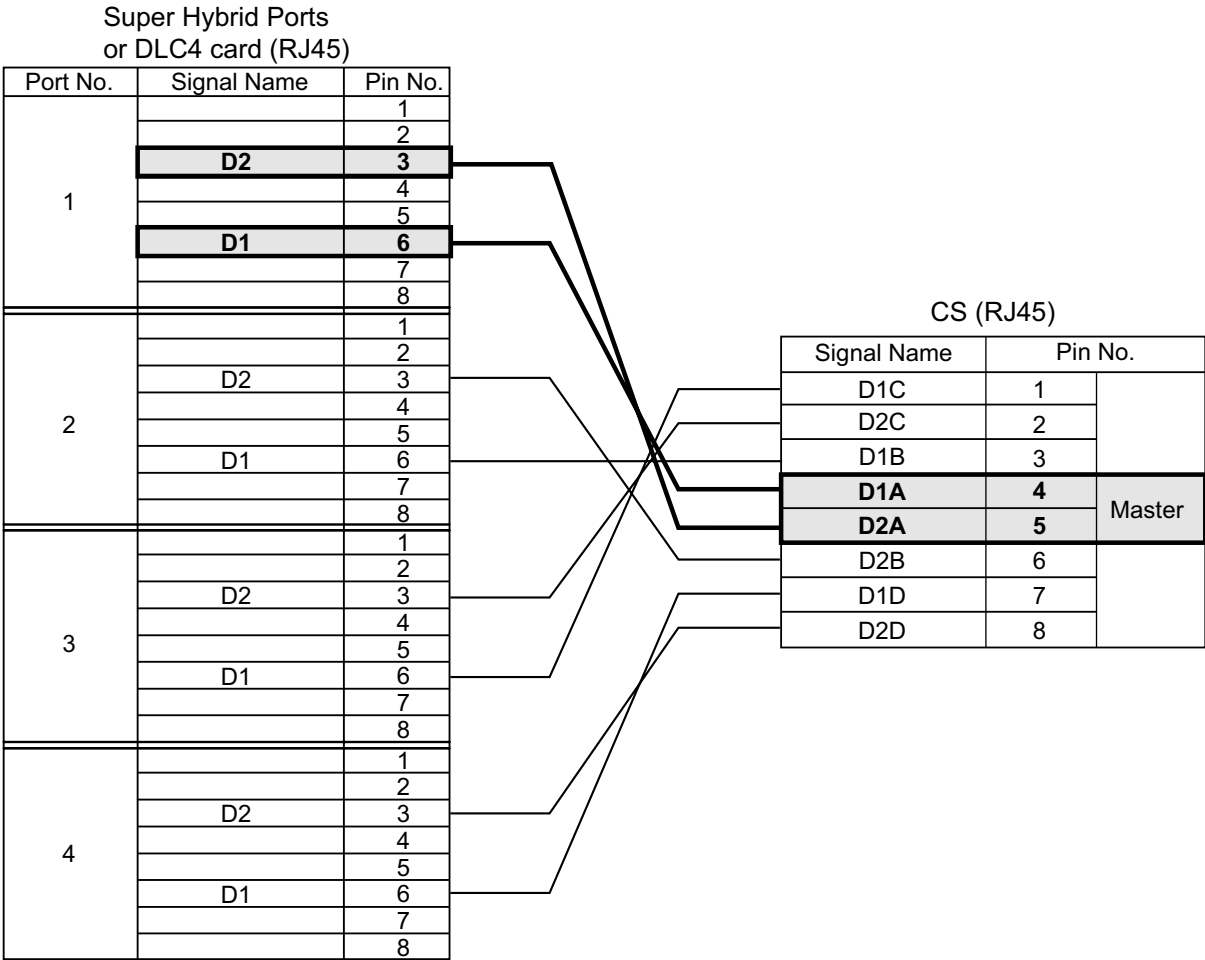 Super Hybrid Ports
or DLC4 card (RJ45)
Port No. Signal Name Pin No.
1
2
D2 3
4
1
5
D1 6
7
8
1
2
D2 3
4
2
5
D1 6
7
8
1
2
D2 3
4
3
5
D1 6
7
8
1
2
D2 3
4
4
5
D1 6
7
8
CS (RJ45)
Signal Name Pin No.
D1C 1
D2C 2
D1B 3
D1A 4
Master
D2A 5
D2B 6
D1D 7
D2D 8